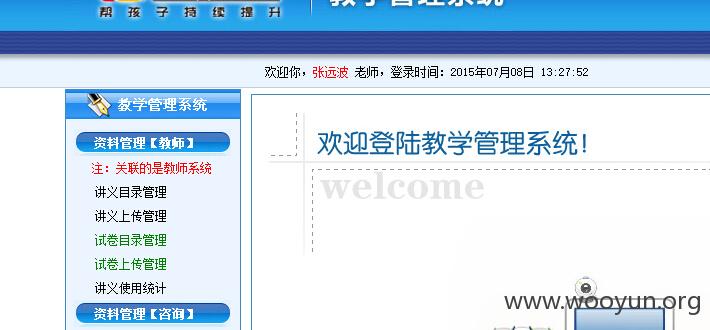 教学管理系统
帮孩子持续提升
欢迎你，张远波 老师，登录时间：2015年07月08日 13:27:52
教学管理系统
资料管理【教师】
注：关联的是教师系统
讲义目录管理
讲义上传管理
试卷目录管理
试卷上传管理
讲义使用统计
资料管理【咨询】
欢迎登陆教学管理系统！
welcome
www.wooyun.org